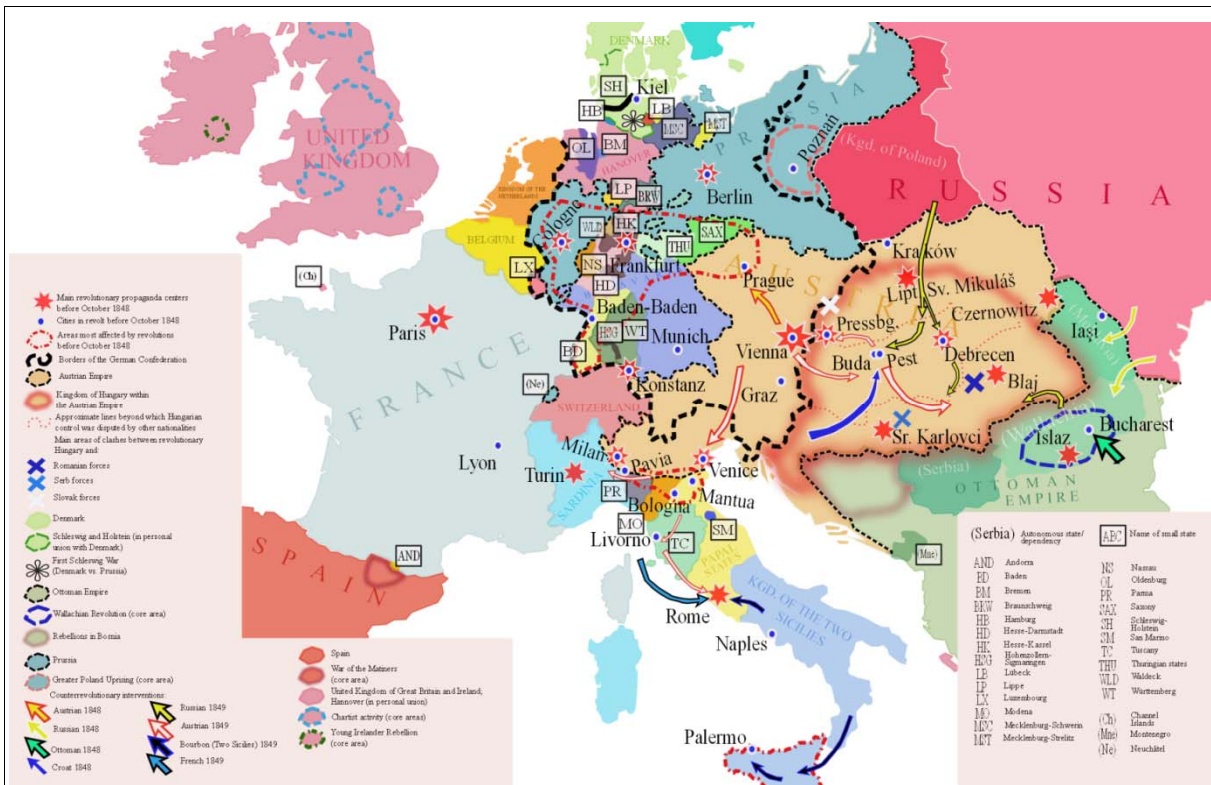 DENMARK
SH
Kiel
HB
LB
MSC
MST
OL
BM
HANOVER
PRUSSIA
Poznań
(Kgd. of Poland)
RUSSIA
UNITED
KINGDOM
KINGDOM OF THE
NETHERLANDS
LP
BRW
Berlin
Cologne
WLD
HK
SAX
THU
BELGIUM
LX
NS
Frankfurt
HD
(Ch)
Prague
AUSTRIA
Kraków
Lipt. Sv. Mikuláš
Czernowitz
Baden-Baden
HSG
WT
Munich
BD
Paris
FRANCE
Vienna
Pressbg.
Buda
Pest
Debrecen
Iaşi
Blaj
(Ne)
Konstanz
Graz
SWITZERLAND
Sr. Karlovci
(Serbia)
Bucharest
Islaz
OTTOMAN
EMPIRE
Lyon
Milan
Pavia
Venice
Turin
SARDINIA
PR
Bologna
Mantua
MO
Livorno
TC
SM
PAPAL
STATES
(Mne)
AND
SPAIN
Rome
KGD. OF THE TWO
SICILIES
Naples
Palermo
Main revolutionary propaganda centers
before October 1848
Cities in revolt before October 1848
Areas most affected by revolutions
before October 1848
Borders of the German Confederation
Austrian Empire
Kingdom of Hungary within
the Austrian Empire
Approximate lines beyond which Hungarian
control was disputed by other nationalities
Main areas of clashes between revolutionary
Hungary and:
Romanian forces
Serb forces
Slovak forces
Denmark
Schleswig and Holstein (in personal
union with Denmark)
First Schleswig War
(Denmark vs. Prussia)
Ottoman Empire
Wallachian Revolution (core area)
Rebellions in Bosnia
Prussia
Greater Poland Uprising (core area)
Counterrevolutionary interventions:
Austrian 1848
Russian 1848
Ottoman 1848
Croat 1848
Russian 1849
Austrian 1849
Bourbon (Two Sicilies) 1849
French 1849
Spain
War of the Matiners
(core area)
United Kingdom of Great Britain and Ireland;
Hannover (in personal union)
Chartist activity (core areas)
Young Irelander Rebellion
(core area)
(Serbia) Autonomous state/
dependency
ABC Name of small state
AND Andorra
BD Baden
BM Bremen
BRW Braunschweig
HB Hamburg
HD Hesse-Darmstadt
HK Hesse-Kassel
HSG Hohenzollern-
Sigmaringen
LB Lübeck
LP Lippe
LX Luxembourg
MO Modena
MSC Mecklenburg-Schwerin
MST Mecklenburg-Strelitz
NS Nassau
OL Oldenburg
PR Parma
SAX Saxony
SH Schleswig-
Holstein
SM San Marino
TC Tuscany
THU Thuringian states
WLD Waldeck
WT Württemberg
(Ch) Channel
Islands
(Mne) Montenegro
(Ne) Neuchâtel